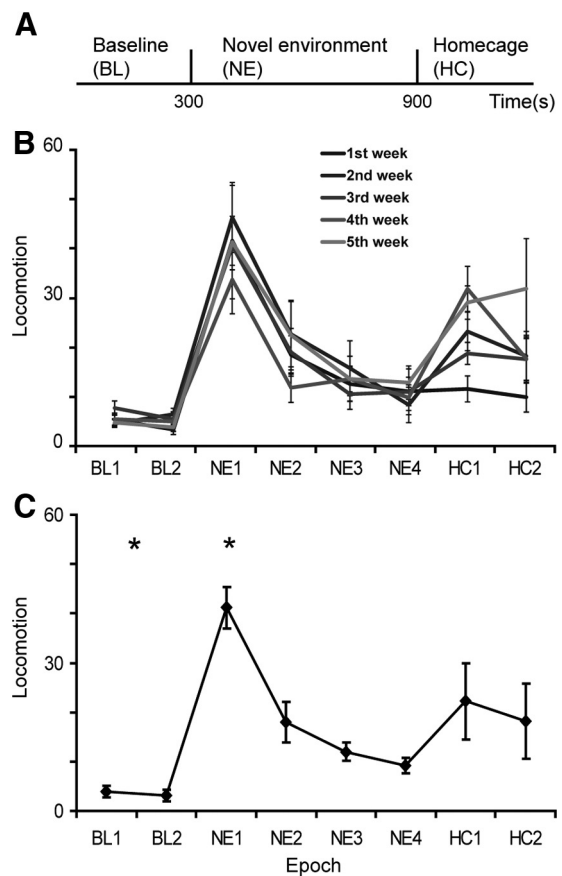 A
Baseline Novel environment Homecage
(BL) (NE) (HC)
300 900 Time(s)
B
60
30
0
Locomotion
1st week
2nd week
3rd week
4th week
5th week
BL1 BL2 NE1 NE2 NE3 NE4 HC1 HC2
C
60
30
0
Locomotion
* *
BL1 BL2 NE1 NE2 NE3 NE4 HC1 HC2
Epoch